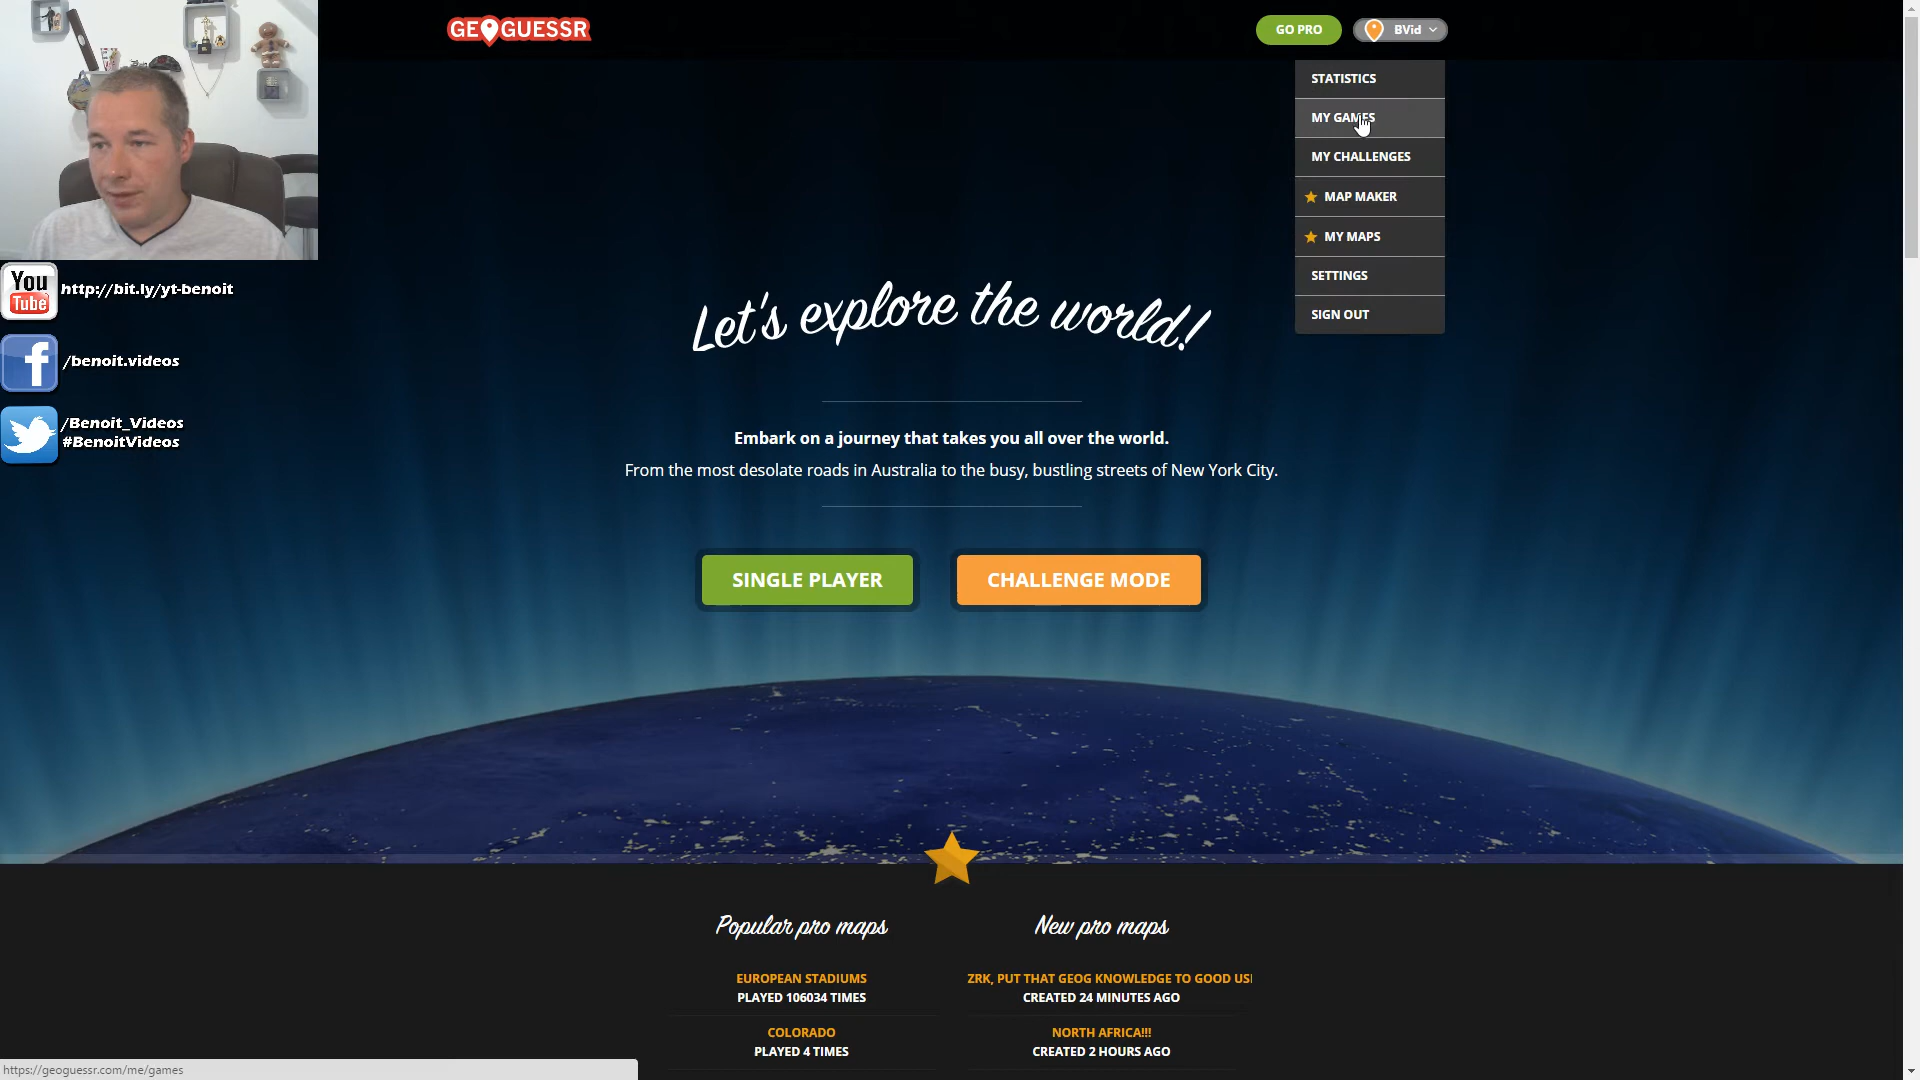 GEOGUESSR
GO PRO
BVid
STATISTICS
MY GAMES
MY CHALLENGES
MAP MAKER
MY MAPS
SETTINGS
SIGN OUT
You
Tube
http://bit.ly/yt-benoit
f
/benoit.videos
/Benoit_Videos
#BenoitVideos
Let's explore the world!
Embark on a journey that takes you all over the world.
From the most desolate roads in Australia to the busy, bustling streets of New York City.
SINGLE PLAYER
CHALLENGE MODE
Popular pro maps
EUROPEAN STADIUMS
PLAYED 106034 TIMES
COLORADO
PLAYED 4 TIMES
New pro maps
ZRK, PUT THAT GEOG KNOWLEDGE TO GOOD US
CREATED 24 MINUTES AGO
NORTH AFRICA!!!
CREATED 2 HOURS AGO
https://geoguessr.com/me/games